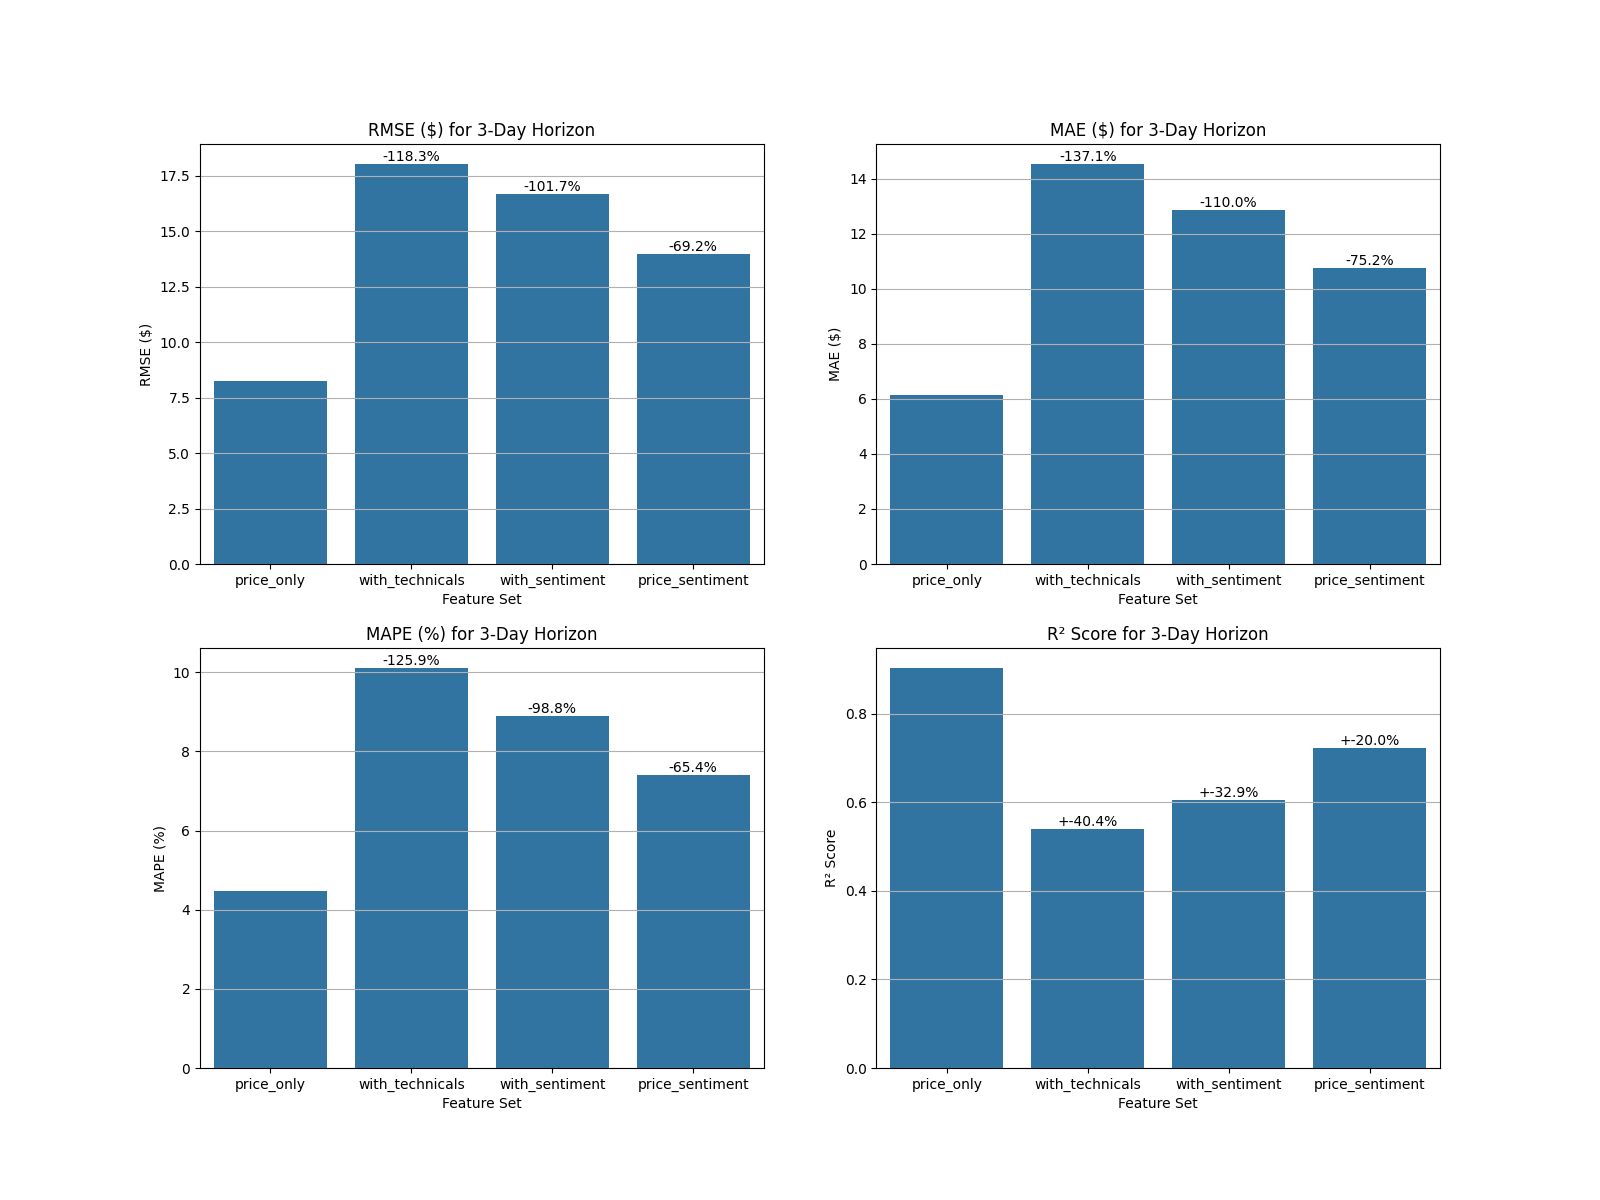 RMSE ($) for 3-Day Horizon
RMSE ($)
17.5
15.0
12.5
10.0
7.5
5.0
2.5
0.0
-118.3%
-101.7%
-69.2%
price_only with_technicals with_sentiment price_sentiment
Feature Set
MAE ($) for 3-Day Horizon
MAE ($)
14
12
10
8
6
4
2
0
-137.1%
-110.0%
-75.2%
price_only with_technicals with_sentiment price_sentiment
Feature Set
MAPE (%) for 3-Day Horizon
MAPE (%)
10
8
6
4
2
0
-125.9%
-98.8%
-65.4%
price_only with_technicals with_sentiment price_sentiment
Feature Set
R² Score for 3-Day Horizon
R² Score
0.8
0.6
0.4
0.2
0.0
+-40.4%
+-32.9%
+-20.0%
price_only with_technicals with_sentiment price_sentiment
Feature Set